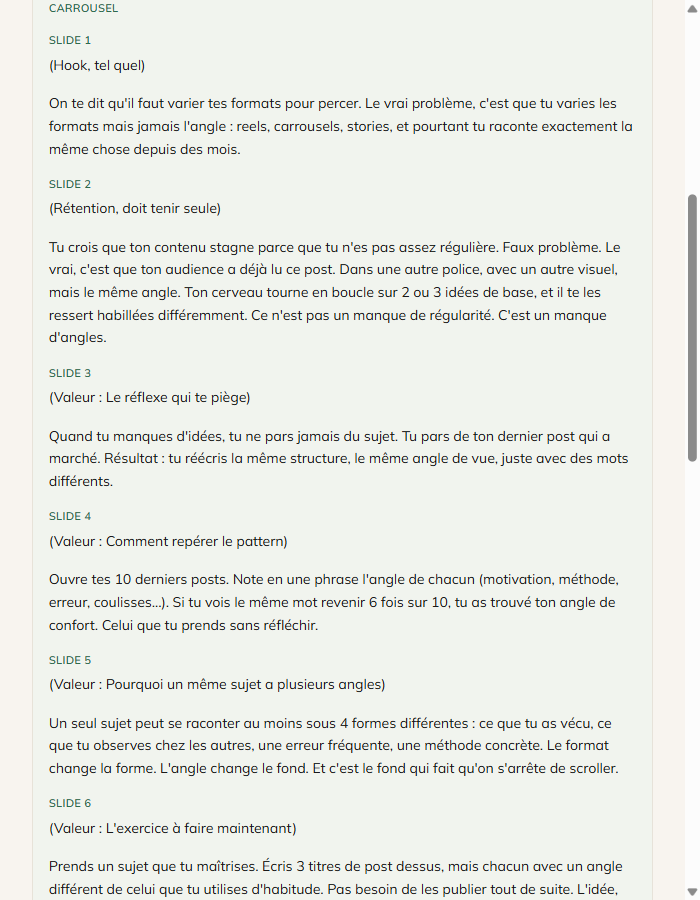 CARROUSEL
SLIDE 1
(Hook, tel quel)
On te dit qu'il faut varier tes formats pour percer. Le vrai problème, c'est que tu varies les
formats mais jamais l'angle : reels, carrousels, stories, et pourtant tu raconte exactement la
même chose depuis des mois.
SLIDE 2
(Rétention, doit tenir seule)
Tu crois que ton contenu stagne parce que tu n'es pas assez régulière. Faux problème. Le
vrai, c'est que ton audience a déjà lu ce post. Dans une autre police, avec un autre visuel,
mais le même angle. Ton cerveau tourne en boucle sur 2 ou 3 idées de base, et il te les
ressert habillées différemment. Ce n'est pas un manque de régularité. C'est un manque
d'angles.
SLIDE 3
(Valeur : Le réflexe qui te piège)
Quand tu manques d'idées, tu ne pars jamais du sujet. Tu pars de ton dernier post qui a
marché. Résultat : tu réécris la même structure, le même angle de vue, juste avec des mots
différents.
SLIDE 4
(Valeur : Comment repérer le pattern)
Ouvre tes 10 derniers posts. Note en une phrase l'angle de chacun (motivation, méthode,
erreur, coulisses...). Si tu vois le même mot revenir 6 fois sur 10, tu as trouvé ton angle de
confort. Celui que tu prends sans réfléchir.
SLIDE 5
(Valeur : Pourquoi un même sujet a plusieurs angles)
Un seul sujet peut se raconter au moins sous 4 formes différentes : ce que tu as vécu, ce
que tu observes chez les autres, une erreur fréquente, une méthode concrète. Le format
change la forme. L'angle change le fond. Et c'est le fond qui fait qu'on s'arrête de scroller.
SLIDE 6
(Valeur : L'exercice à faire maintenant)
Prends un sujet que tu maîtrises. Écris 3 titres de post dessus, mais chacun avec un angle
différent de celui que tu utilises d'habitude. Pas besoin de les publier tout de suite. L'idée,